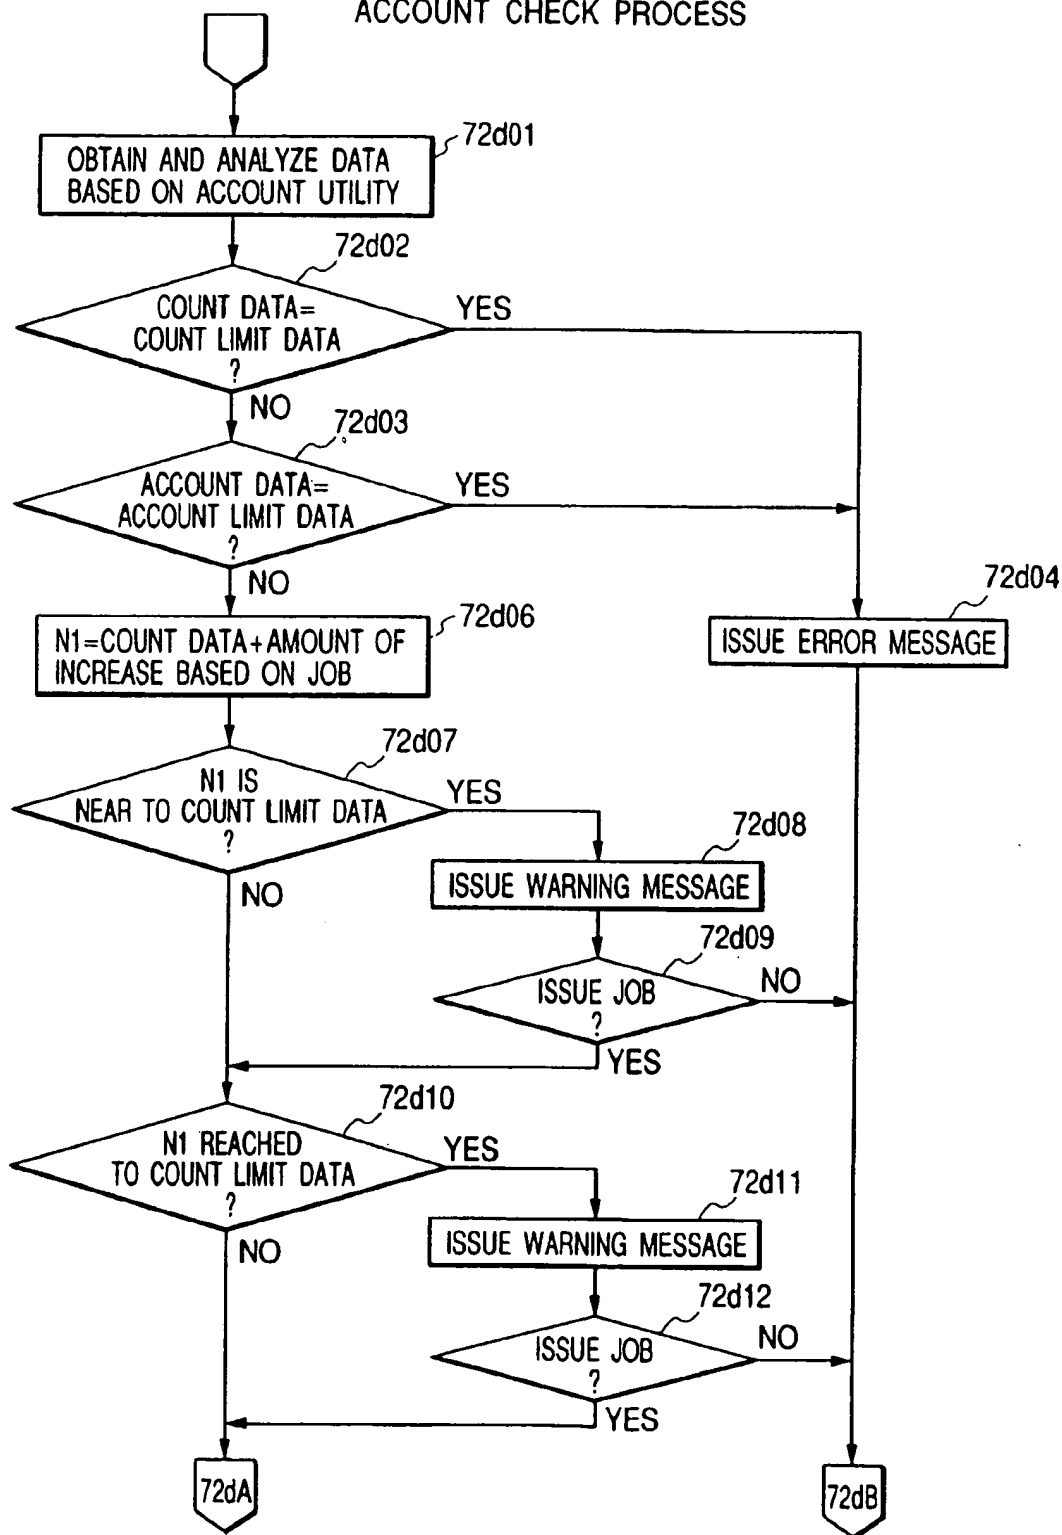 ACCOUNT CHECK PROCESS
72d01
OBTAIN AND ANALYZE DATA
BASED ON ACCOUNT UTILITY
72d02
COUNT DATA=
COUNT LIMIT DATA
?
YES
NO
72d03
ACCOUNT DATA=
ACCOUNT LIMIT DATA
?
YES
NO
72d04
ISSUE ERROR MESSAGE
72d06
N1=COUNT DATA+AMOUNT OF
INCREASE BASED ON JOB
72d07
N1 IS
NEAR TO COUNT LIMIT DATA
?
YES
NO
72d08
ISSUE WARNING MESSAGE
72d09
ISSUE JOB
?
NO
YES
72d10
N1 REACHED
TO COUNT LIMIT DATA
?
YES
NO
72d11
ISSUE WARNING MESSAGE
72d12
ISSUE JOB
?
NO
YES
72dA
72dB